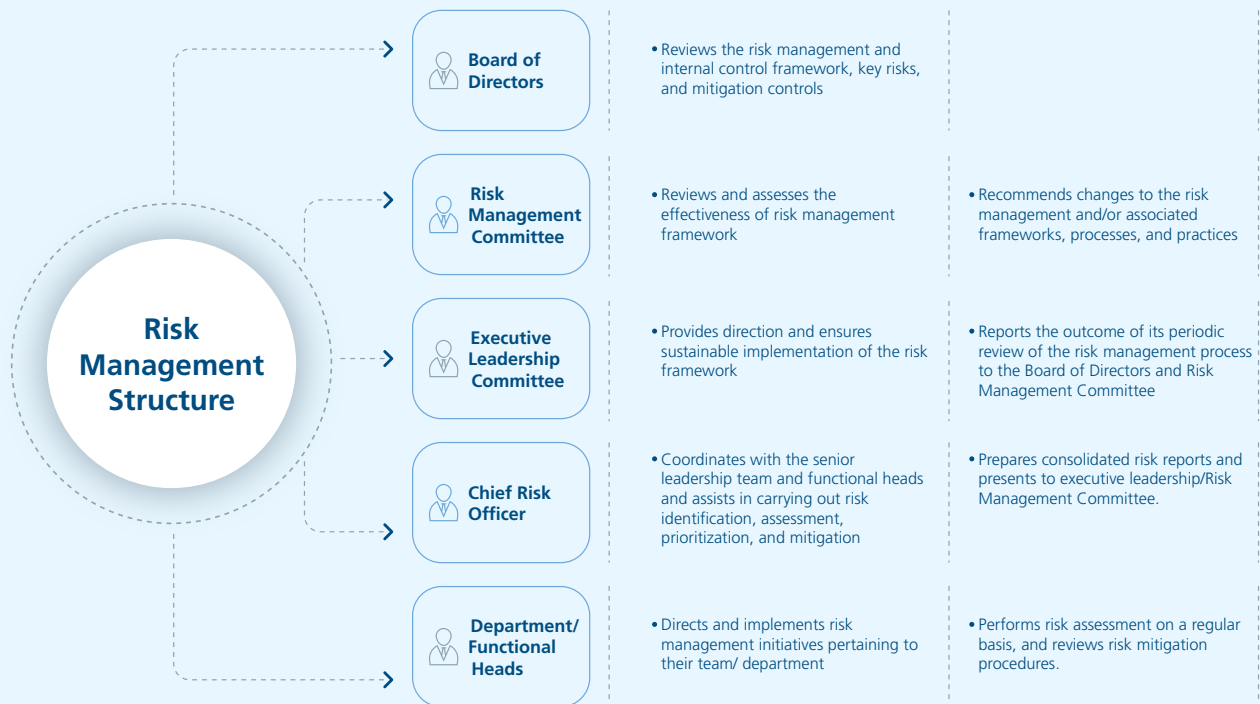 Risk
Management
Structure
Board of
Directors
• Reviews the risk management and
internal control framework, key risks,
and mitigation controls
Risk
Management
Committee
• Reviews and assesses the
effectiveness of risk management
framework
• Recommends changes to the risk
management and/or associated
frameworks, processes, and practices
Executive
Leadership
Committee
• Provides direction and ensures
sustainable implementation of the risk
framework
• Reports the outcome of its periodic
review of the risk management process
to the Board of Directors and Risk
Management Committee
Chief Risk
Officer
• Coordinates with the senior
leadership team and functional heads
and assists in carrying out risk
identification, assessment,
prioritization, and mitigation
• Prepares consolidated risk reports and
presents to executive leadership/Risk
Management Committee.
Department/
Functional
Heads
• Directs and implements risk
management initiatives pertaining to
their team/ department
• Performs risk assessment on a regular
basis, and reviews risk mitigation
procedures.